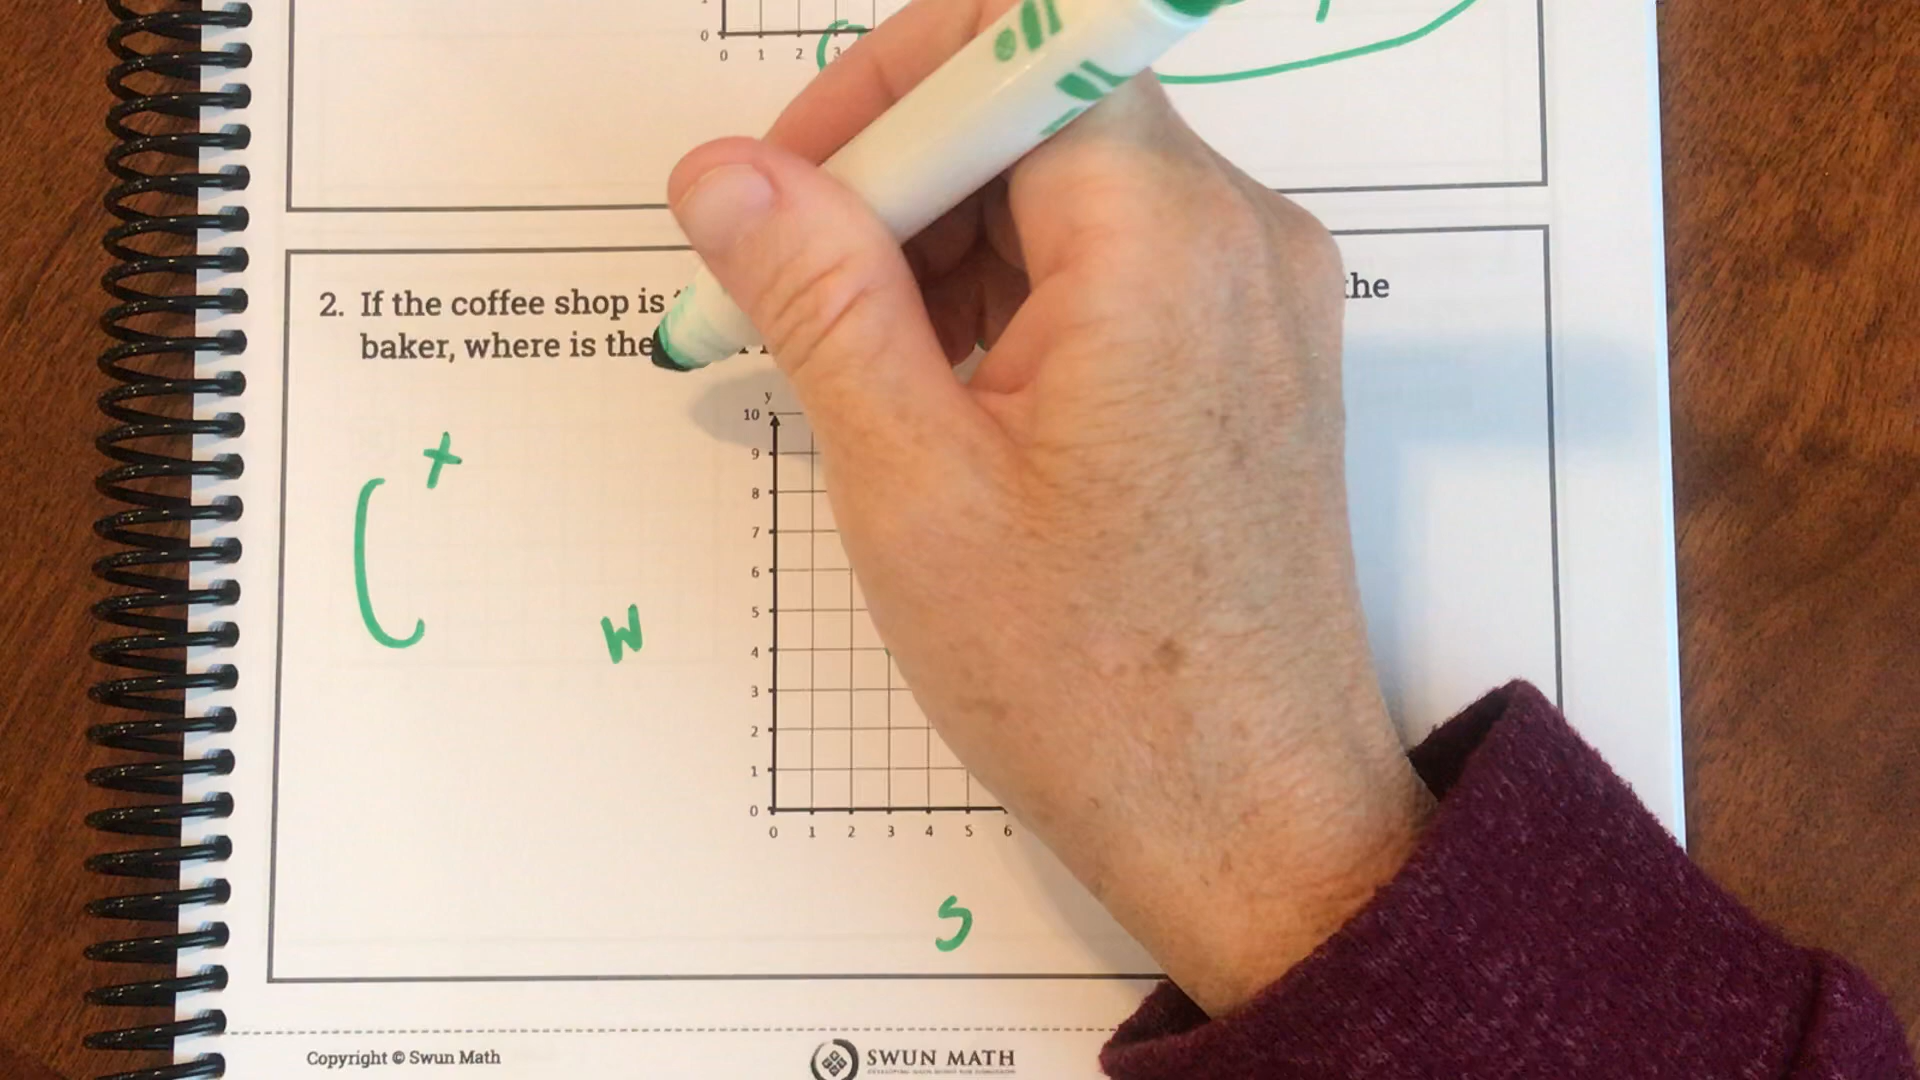 0
0 1 2 3
2. If the coffee shop is the
baker, where is the
y
10
9
8
7
6
5
4
3
2
1
0
0 1 2 3 4 5 6
(
+
W
S
Copyright © Swun Math
SWUN MATH